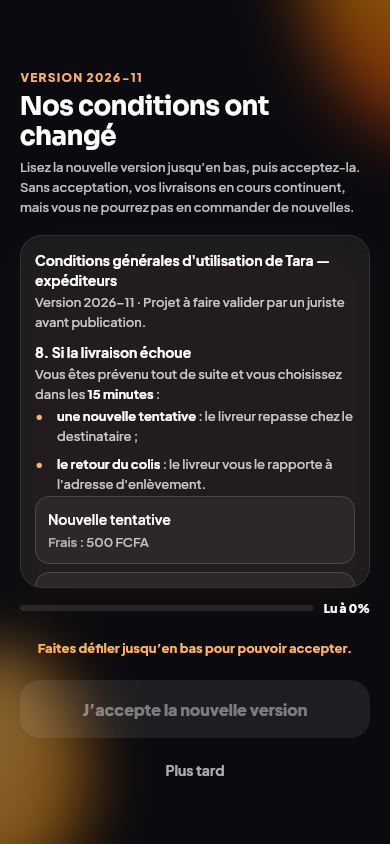 VERSION 2026-11
Nos conditions ont
changé
Lisez la nouvelle version jusqu'en bas, puis acceptez-la.
Sans acceptation, vos livraisons en cours continuent,
mais vous ne pourrez pas en commander de nouvelles.
Conditions générales d'utilisation de Tara —
expéditeurs
Version 2026-11 · Projet à faire valider par un juriste
avant publication.
8. Si la livraison échoue
Vous êtes prévenu tout de suite et vous choisissez
dans les 15 minutes :
• une nouvelle tentative : le livreur repasse chez le
destinataire ;
• le retour du colis : le livreur vous le rapporte à
l'adresse d'enlèvement.
Nouvelle tentative
Frais : 500 FCFA
Lu à 0%
Faites défiler jusqu'en bas pour pouvoir accepter.
J'accepte la nouvelle version
Plus tard